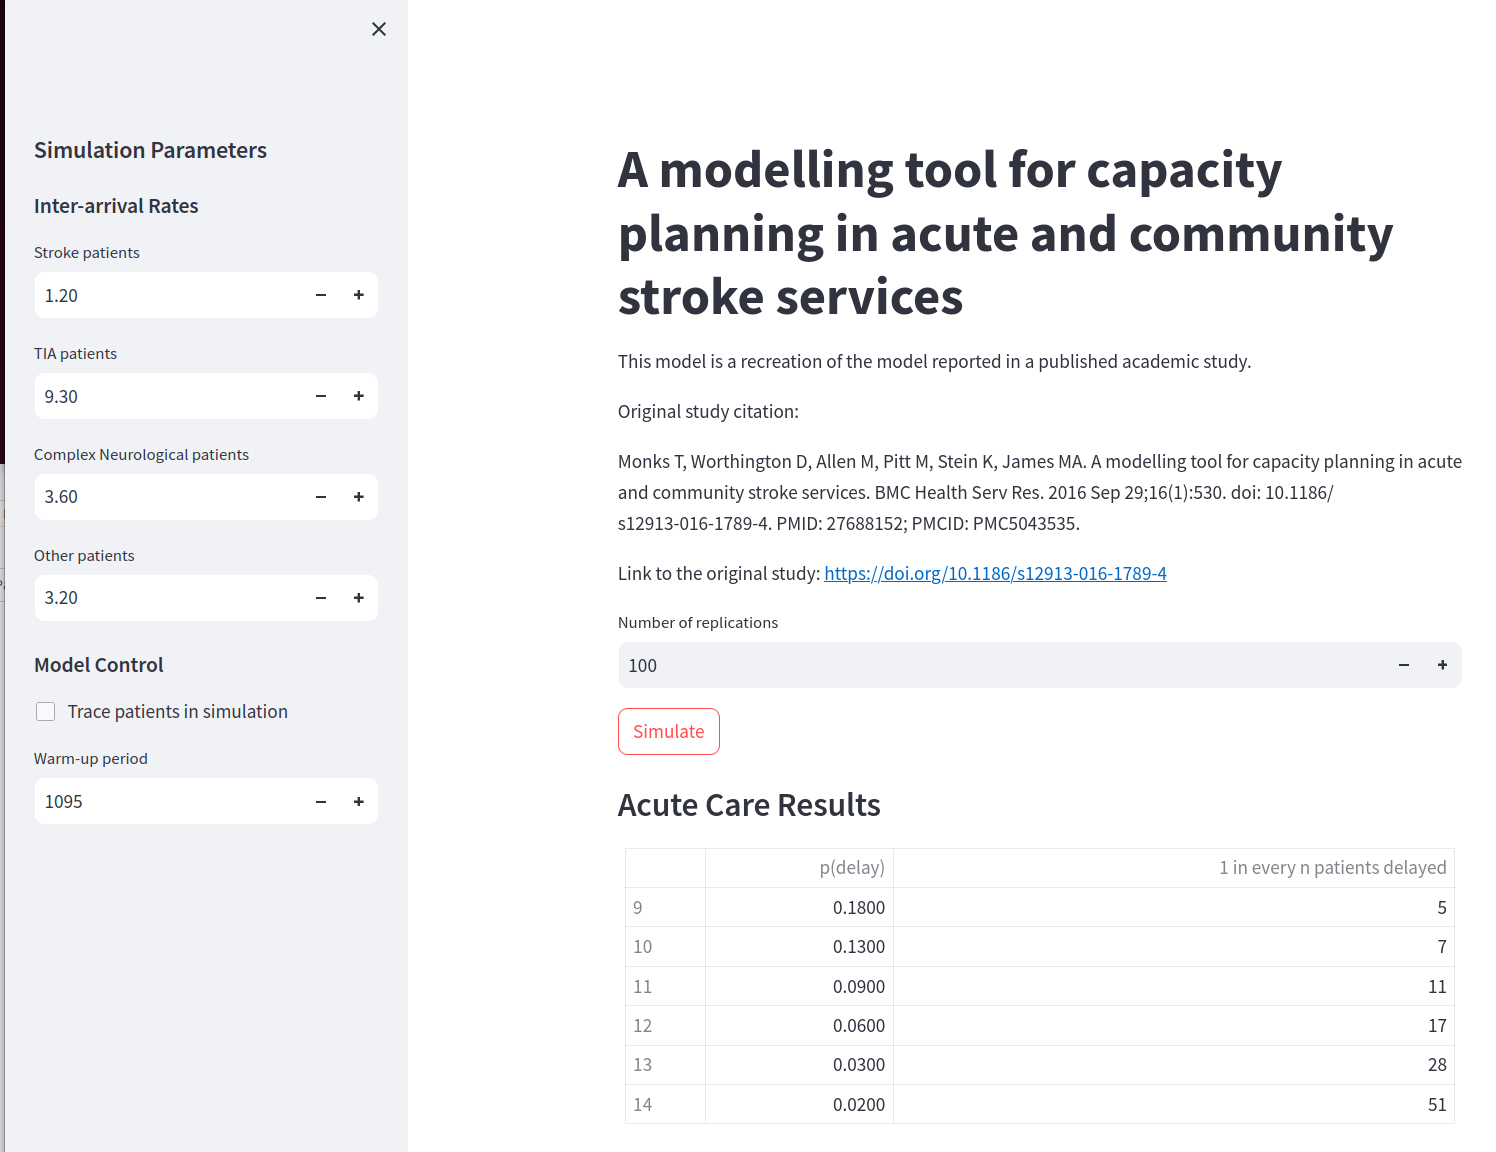 Simulation Parameters
Inter-arrival Rates
Stroke patients
1.20
TIA patients
9.30
Complex Neurological patients
3.60
Other patients
3.20
Model Control
Trace patients in simulation
Warm-up period
1095
A modelling tool for capacity
planning in acute and community
stroke services
This model is a recreation of the model reported in a published academic study.
Original study citation:
Monks T, Worthington D, Allen M, Pitt M, Stein K, James MA. A modelling tool for capacity planning in acute
and community stroke services. BMC Health Serv Res. 2016 Sep 29;16(1):530. doi: 10.1186/
s12913-016-1789-4. PMID: 27688152; PMCID: PMC5043535.
Link to the original study: https://doi.org/10.1186/s12913-016-1789-4
Number of replications
100
Simulate
Acute Care Results
p(delay) 1 in every n patients delayed
9 0.1800 5
10 0.1300 7
11 0.0900 11
12 0.0600 17
13 0.0300 28
14 0.0200 51